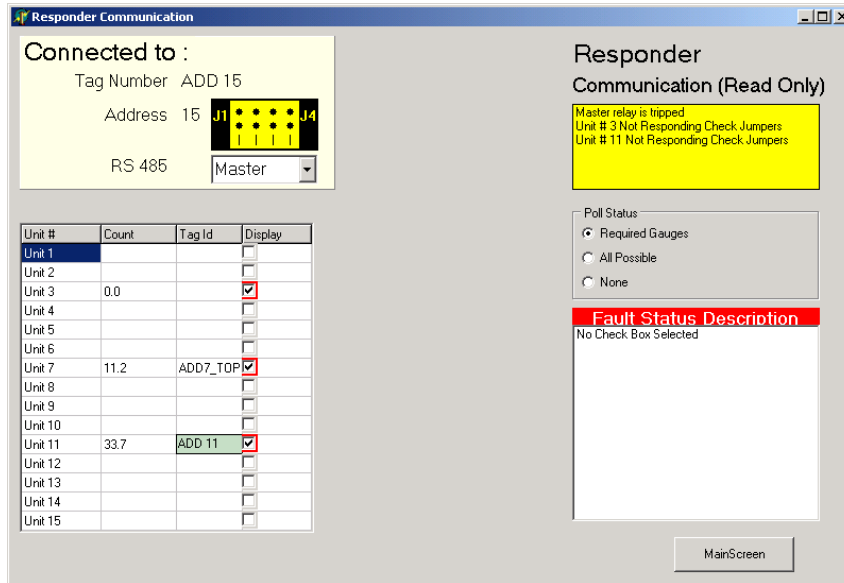 Responder Communication
Connected to :
Tag Number ADD 15
Address 15 J1 J4
RS 485 Master
Responder
Communication (Read Only)
Master relay is tripped
Unit # 3 Not Responding Check Jumpers
Unit # 11 Not Responding Check Jumpers
Poll Status
Required Gauges
All Possible
None
Fault Status Description
No Check Box Selected
Unit # Count Tag Id Display
Unit 1
Unit 2
Unit 3 0.0
Unit 4
Unit 5
Unit 6
Unit 7 11.2 ADD7_TOP
Unit 8
Unit 9
Unit 10
Unit 11 33.7 ADD 11
Unit 12
Unit 13
Unit 14
Unit 15
MainScreen